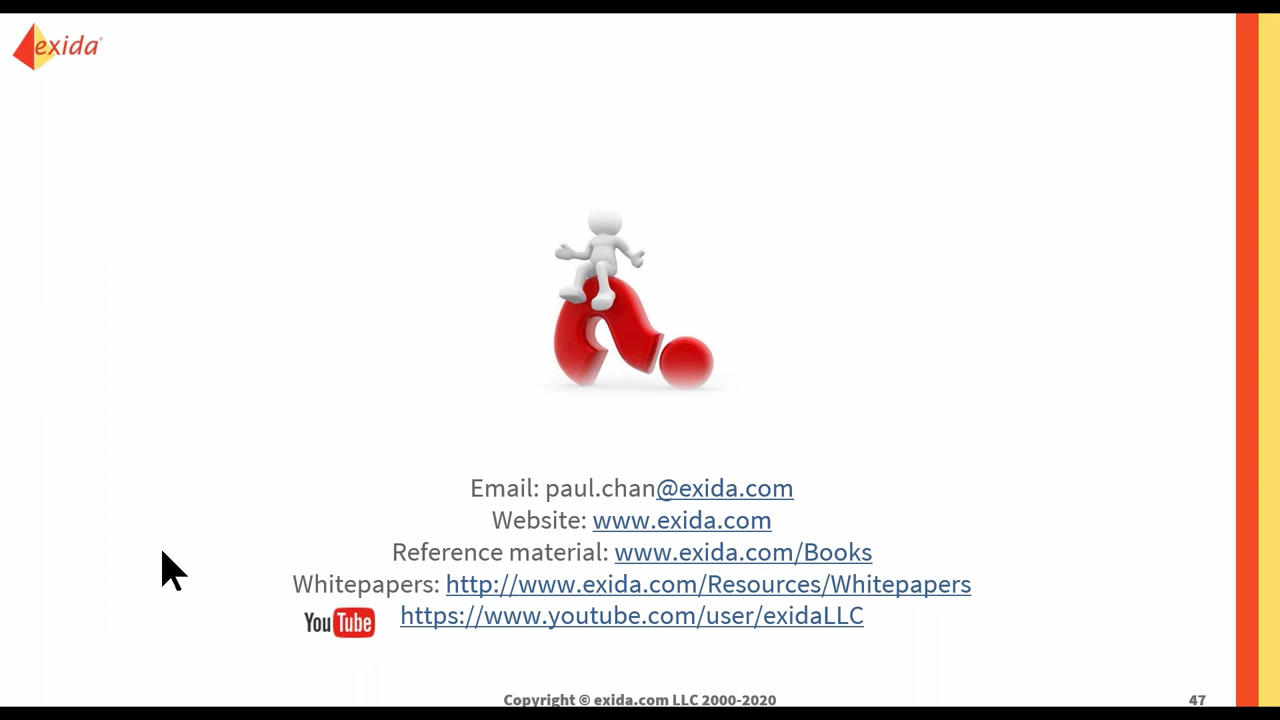 exida®
Email: paul.chan@exida.com
Website: www.exida.com
Reference material: www.exida.com/Books
Whitepapers: http://www.exida.com/Resources/Whitepapers
YouTube https://www.youtube.com/user/exidaLLC
Copyright © exida.com LLC 2000-2020 47